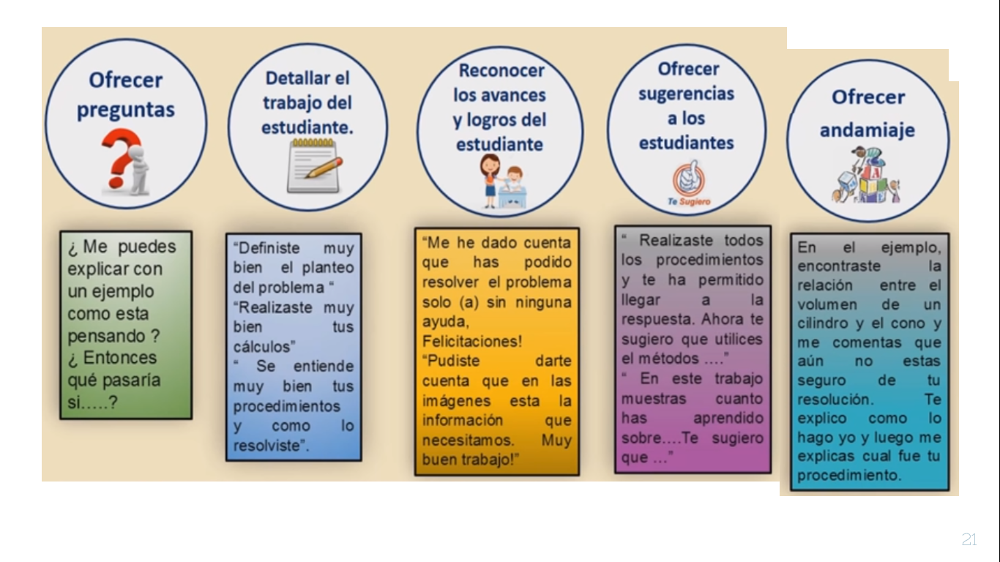 Ofrecer
preguntas
¿ Me puedes
explicar con
un ejemplo
como esta
pensando ?
¿ Entonces
qué pasaría
si…..?
Detallar el
trabajo del
estudiante.
“Definiste muy
bien el planteo
del problema “
“Realizaste muy
bien tus
cálculos”
“ Se entiende
muy bien tus
procedimientos
y como lo
resolviste”.
Reconocer
los avances
y logros del
estudiante
“Me he dado cuenta
que has podido
resolver el problema
solo (a) sin ninguna
ayuda,
Felicitaciones!
“Pudiste darte
cuenta que en las
imágenes esta la
información que
necesitamos. Muy
buen trabajo!”
Ofrecer
sugerencias
a los
estudiantes
Te Sugiero
“ Realizaste todos
los procedimientos
y te ha permitido
llegar a la
respuesta. Ahora te
sugiero que utilices
el métodos ….”
“ En este trabajo
muestras cuanto
has aprendido
sobre….Te sugiero
que …”
Ofrecer
andamiaje
A
En el ejemplo,
encontraste la
relación entre el
volumen de un
cilindro y el cono y
me comentas que
aún no estas
seguro de tu
resolución. Te
explico como lo
hago yo y luego me
explicas cual fue tu
procedimiento.
21